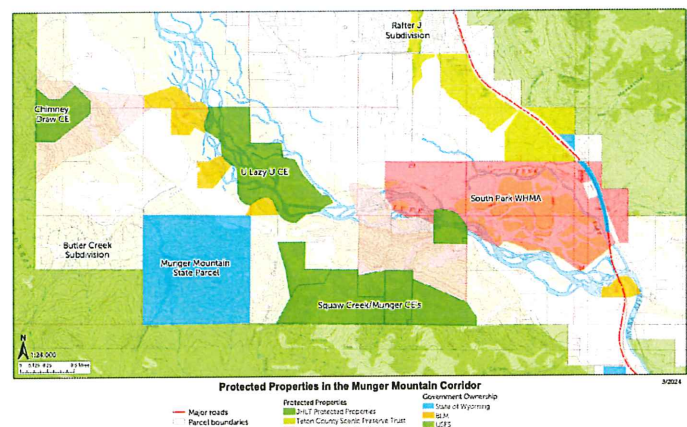 Rafter J
Subdivision
Chimney
Draw CE
U Lazy U CE
South Park WHMA
Butler Creek
Subdivision
Munger Mountain
State Parcel
Squaw Creek/Munger CE's
N
1:24 000
Protected Properties in the Munger Mountain Corridor
3/2024
Major roads
Parcel boundaries
Protected Properties
JHLT Protected Properties
Teton County Scenic Preserve Trust
Government Ownership
State of Wyoming
BLM
USFS